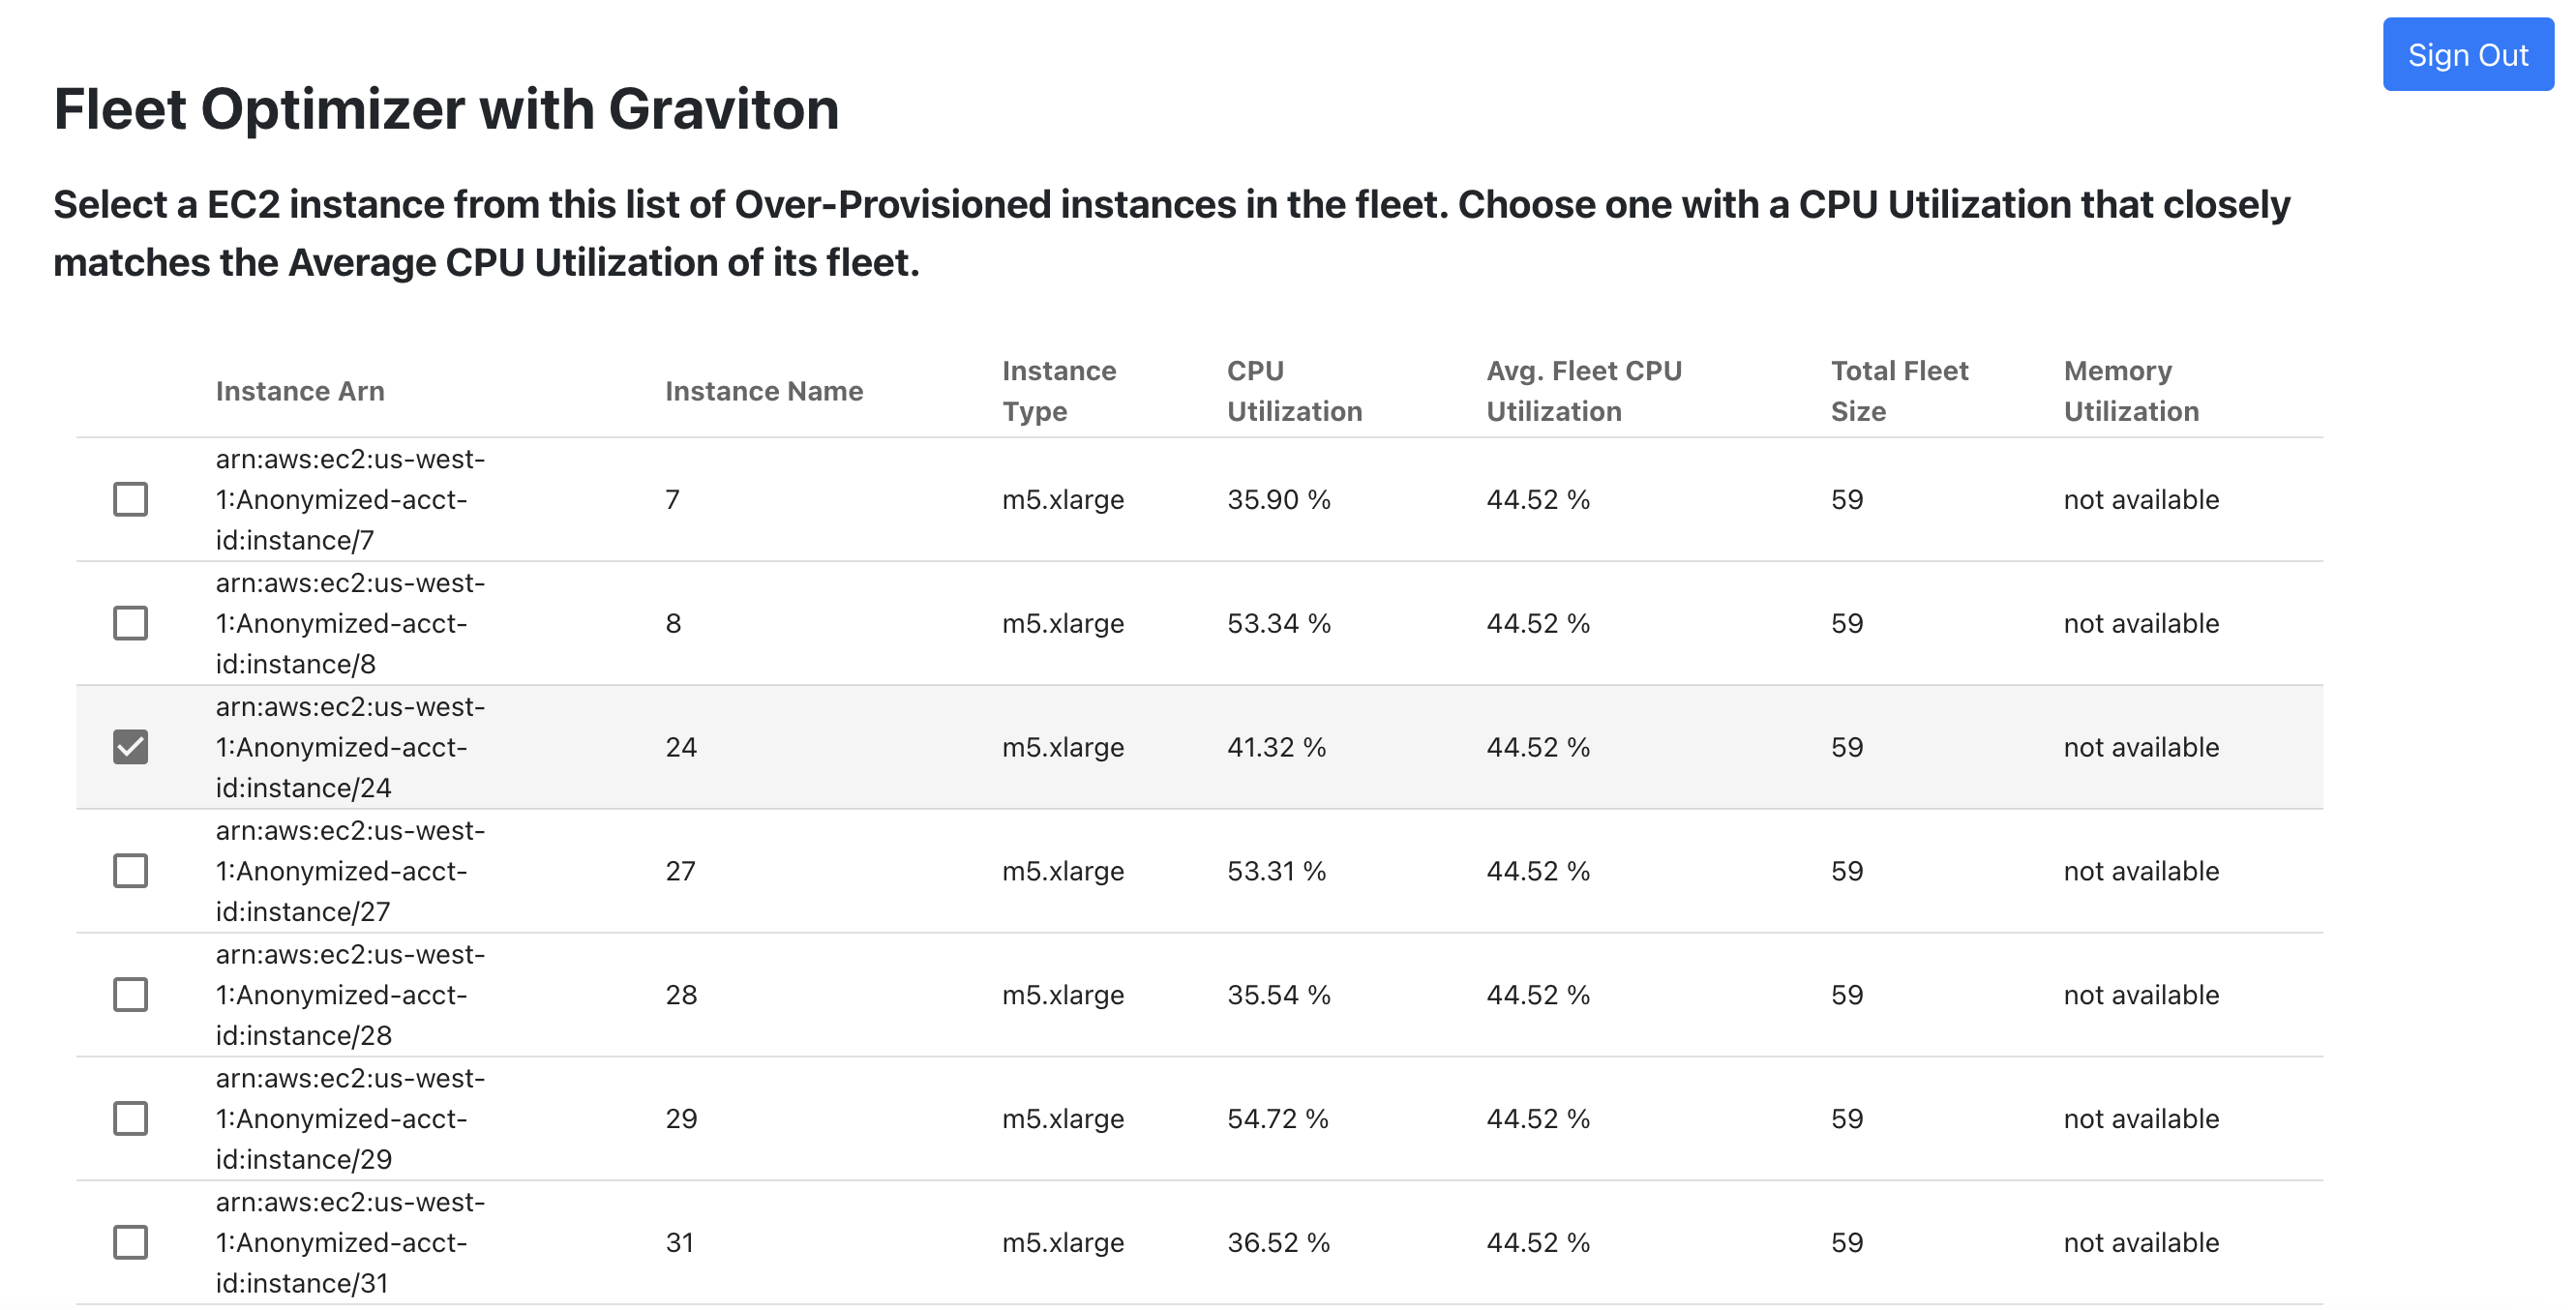 Sign Out
Fleet Optimizer with Graviton
Select a EC2 instance from this list of Over-Provisioned instances in the fleet. Choose one with a CPU Utilization that closely
matches the Average CPU Utilization of its fleet.
Instance Arn Instance Name Instance Type CPU Utilization Avg. Fleet CPU Utilization Total Fleet Size Memory Utilization
arn:aws:ec2:us-west-
1:Anonymized-acct- 7 m5.xlarge 35.90 % 44.52 % 59 not available
id:instance/7
arn:aws:ec2:us-west-
1:Anonymized-acct- 8 m5.xlarge 53.34 % 44.52 % 59 not available
id:instance/8
arn:aws:ec2:us-west-
1:Anonymized-acct- 24 m5.xlarge 41.32 % 44.52 % 59 not available
id:instance/24
arn:aws:ec2:us-west-
1:Anonymized-acct- 27 m5.xlarge 53.31 % 44.52 % 59 not available
id:instance/27
arn:aws:ec2:us-west-
1:Anonymized-acct- 28 m5.xlarge 35.54 % 44.52 % 59 not available
id:instance/28
arn:aws:ec2:us-west-
1:Anonymized-acct- 29 m5.xlarge 54.72 % 44.52 % 59 not available
id:instance/29
arn:aws:ec2:us-west-
1:Anonymized-acct- 31 m5.xlarge 36.52 % 44.52 % 59 not available
id:instance/31